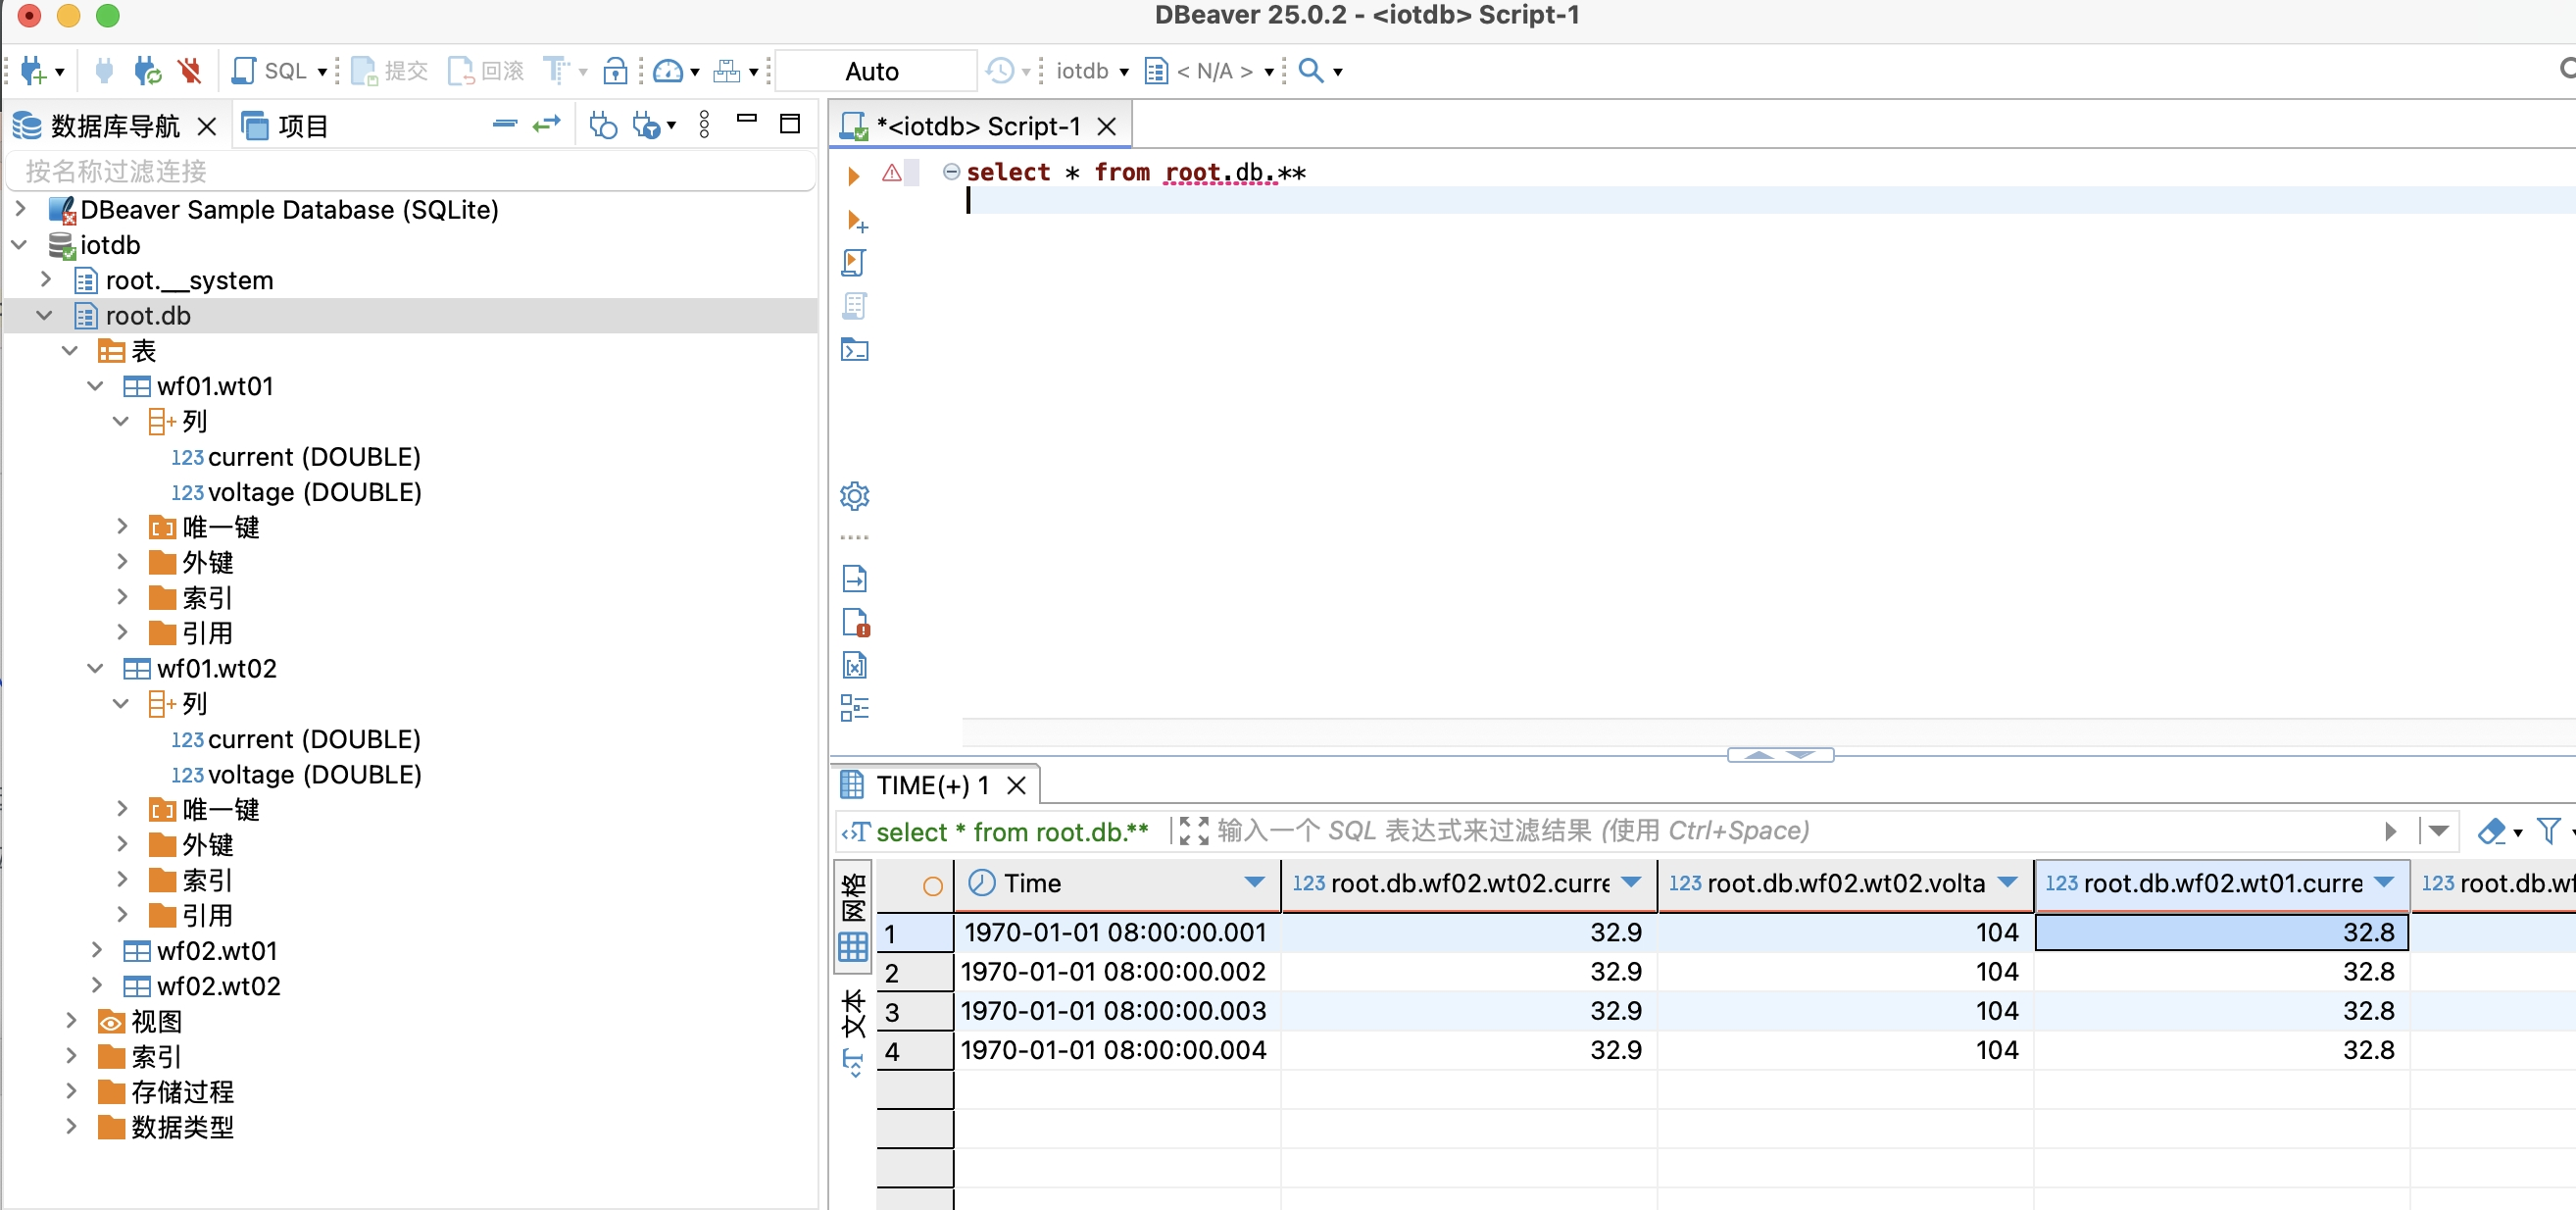 DBeaver 25.0.2 - <iotdb> Script-1
SQL
提交
回滚
Auto
iotdb
< N/A >
数据库导航
项目
按名称过滤连接
DBeaver Sample Database (SQLite)
iotdb
root.__system
root.db
表
wf01.wt01
列
123 current (DOUBLE)
123 voltage (DOUBLE)
唯一键
外键
索引
引用
wf01.wt02
列
123 current (DOUBLE)
123 voltage (DOUBLE)
唯一键
外键
索引
引用
wf02.wt01
wf02.wt02
视图
索引
存储过程
数据类型
*<iotdb> Script-1
select * from root.db.**
TIME(+) 1
select * from root.db.**
输入一个 SQL 表达式来过滤结果 (使用 Ctrl+Space)
网格
文本
Time 123 root.db.wf02.wt02.curre 123 root.db.wf02.wt02.volta 123 root.db.wf02.wt01.curre 123 root.db.wf
1 1970-01-01 08:00:00.001 32.9 104 32.8
2 1970-01-01 08:00:00.002 32.9 104 32.8
3 1970-01-01 08:00:00.003 32.9 104 32.8
4 1970-01-01 08:00:00.004 32.9 104 32.8